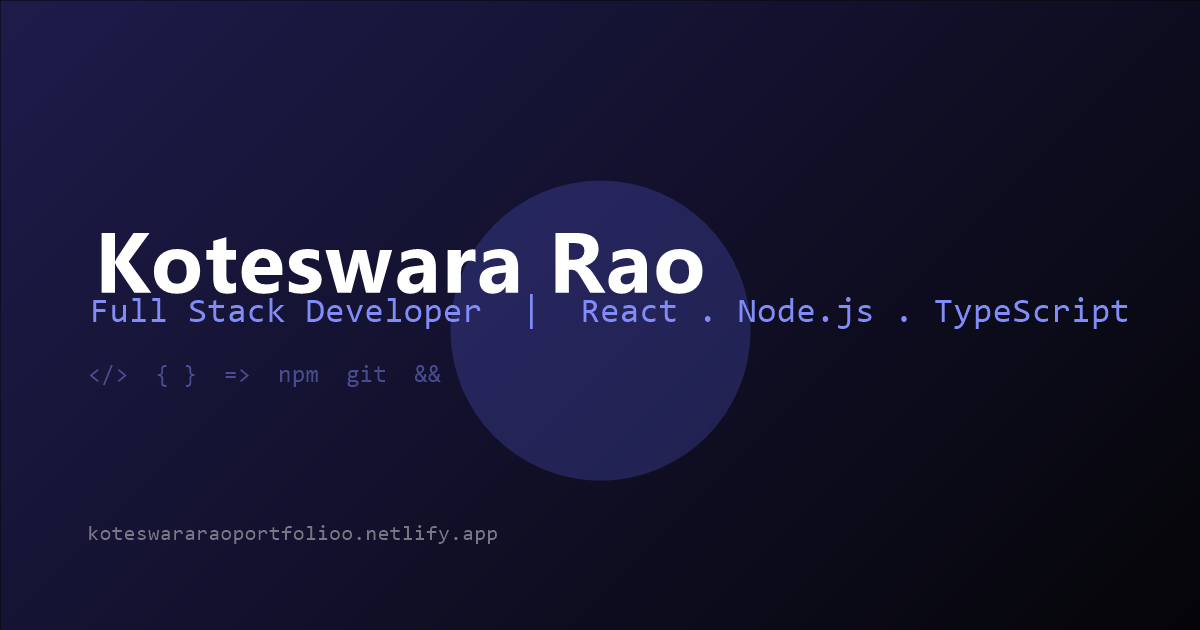 Koteswara Rao
Full Stack Developer | React . Node.js . TypeScript
</> { } => npm git &&
koteswararaoportfolioo.netlify.app